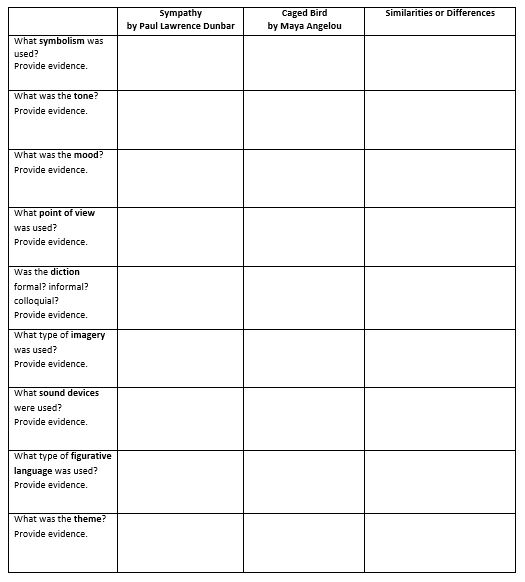 Sympathy
by Paul Lawrence Dunbar
Caged Bird
by Maya Angelou
Similarities or Differences
What symbolism was
used?
Provide evidence.
What was the tone?
Provide evidence.
What was the mood?
Provide evidence.
What point of view
was used?
Provide evidence.
Was the diction
formal? informal?
colloquial?
Provide evidence.
What type of imagery
was used?
Provide evidence.
What sound devices
were used?
Provide evidence.
What type of figurative
language was used?
Provide evidence.
What was the theme?
Provide evidence.